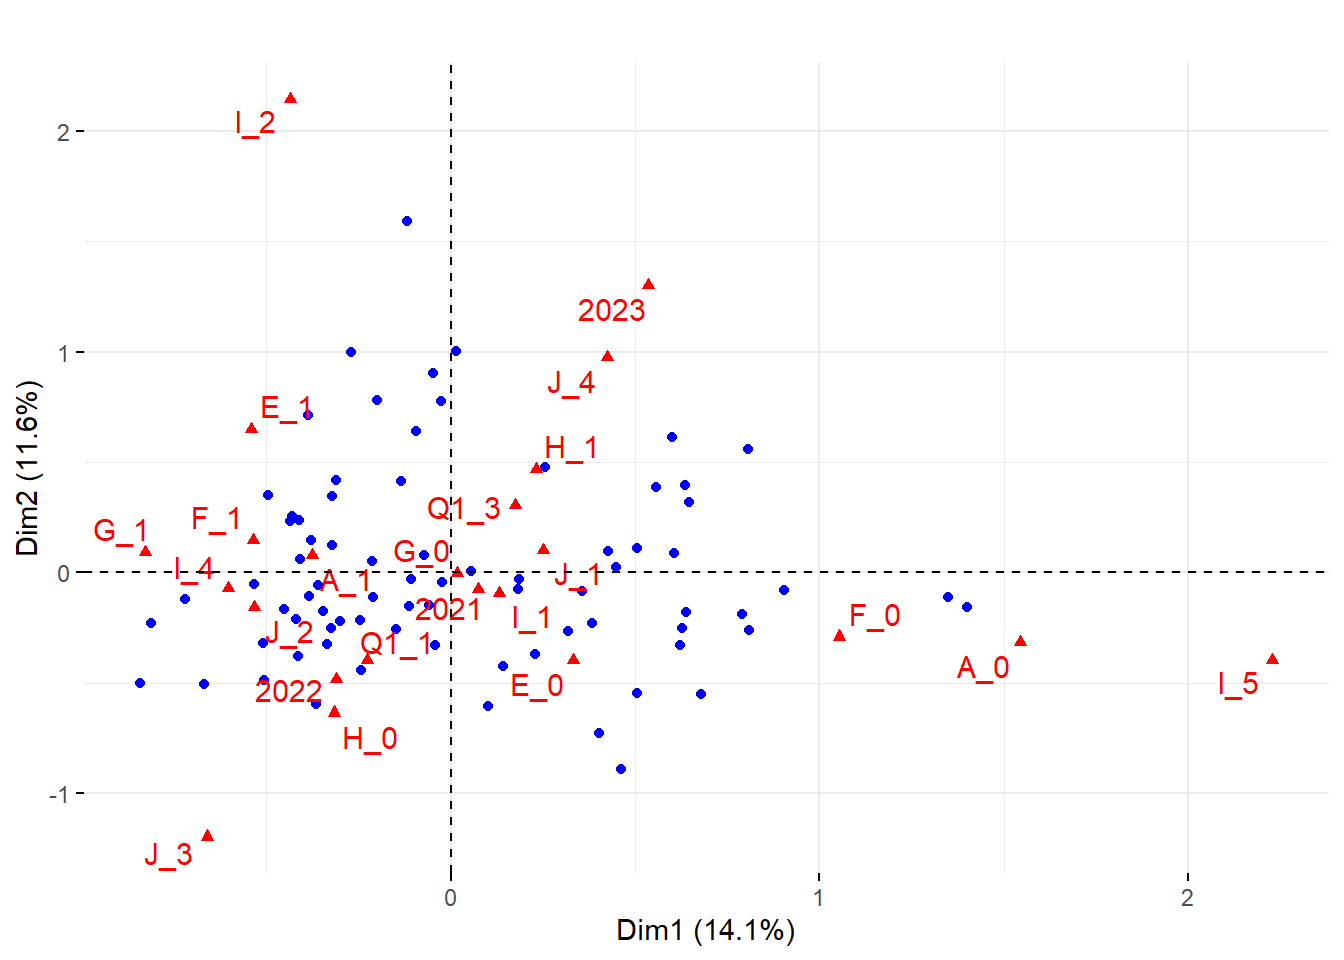 I_2
2
2023
1
J_4
E_1
H_1
Q1_3
F_1
G_1
G_0
I_4
0
A_1
J_1
2021
I_1
F_0
J_2
Q1_1
A_0
E_0
I_5
2022
H_0
-1
J_3
0
1
2
Dim1 (14.1%)
Dim2 (11.6%)